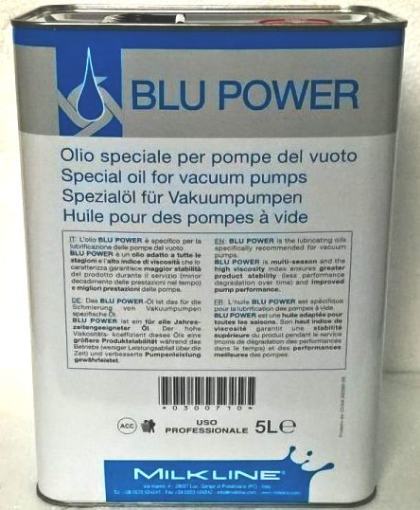 BLU POWER
Olio speciale per pompe del vuoto
Special oil for vacuum pumps
Spezialöl für Vakuumpumpen
Huile pour des pompes à vide
IT: L'olio BLU POWER è specifico per la
lubrificazione delle pompe del vuoto.
BLU POWER è un olio adatto a tutte le
stagioni e l'alto indice di viscosità che lo
caratterizza garantisce maggior stabilità
del prodotto durante il servizio (minor
decadimento delle prestazioni nel tempo)
e migliori prestazioni delle pompe.
EN: BLU POWER is the lubricating oils
specifically recommended for vacuum
pumps.
BLU POWER is multi-season and the
high viscosity index ensures greater
product stability (less performance
degradation over time) and improved
pump performance.
DE: Das BLU POWER-Öl ist das für die
Schmierung von Vakuumpumpen
spezifische Öl.
BLU POWER ist ein für alle Jahres-
zeitengeeigneter Öl. Der hohe
Viskositäts- koeffizient dieses Öls eine
größere Produktstabilität während des
Betriebs (weniger Leistungsabfall über die
Zeit) und verbesserte Pumpenleistung
gewährleistet.
FR: L'huile BLU POWER est spécifique
pour la lubrification des pompes à vide.
BLU POWER est une huile adaptée pour
toutes les saisons. Son haut indice de
viscosité garantit une stabilité
supérieure du produit pendant le service
(moins de dégradation des performances
dans le temps) et des performances
meilleures des pompes.
*0300710*
ACC
USO
PROFESSIONALE
5L℮
MILKLINE